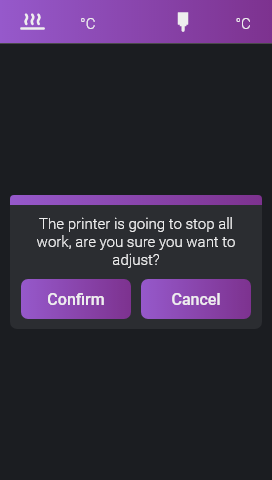 °C °C
The printer is going to stop all
work, are you sure you want to
adjust?
Confirm Cancel